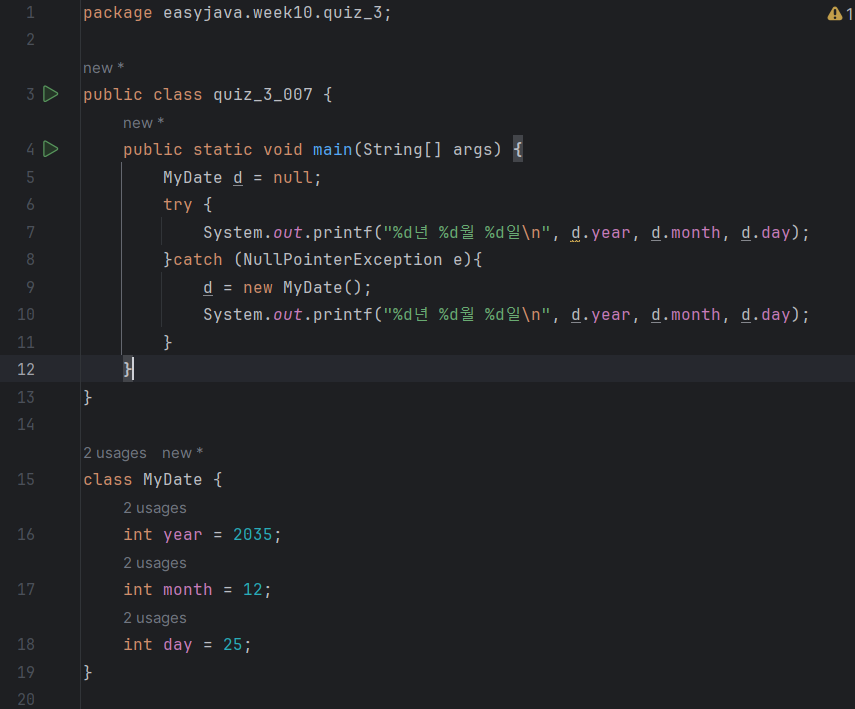 1 package easyjava.week10.quiz_3;
1
2
new *
3 public class quiz_3_007 {
new *
4 public static void main(String[] args) {
5 MyDate d = null;
6 try {
7 System.out.printf("%d년 %d월 %d일\n", d.year, d.month, d.day);
8 }catch (NullPointerException e){
9 d = new MyDate();
10 System.out.printf("%d년 %d월 %d일\n", d.year, d.month, d.day);
11 }
12 }
13 }
14
2 usages new *
15 class MyDate {
2 usages
16 int year = 2035;
2 usages
17 int month = 12;
2 usages
18 int day = 25;
19 }
20